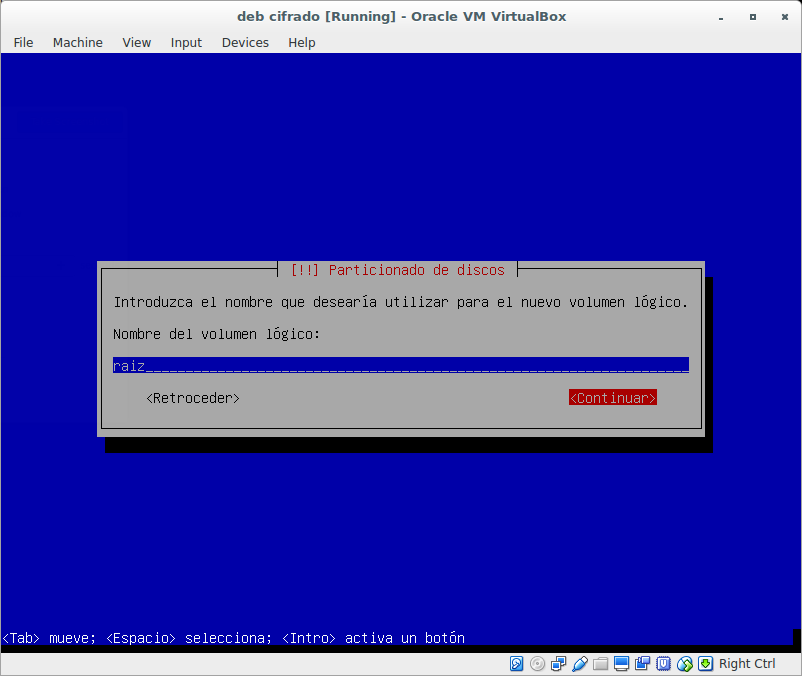 deb cifrado [Running] - Oracle VM VirtualBox
File Machine View Input Devices Help
[!!] Particionado de discos
Introduzca el nombre que desearía utilizar para el nuevo volumen lógico.
Nombre del volumen lógico:
raiz____________________________________________________________________
<Retroceder> <Continuar>
<Tab> mueve; <Espacio> selecciona; <Intro> activa un botón
Right Ctrl